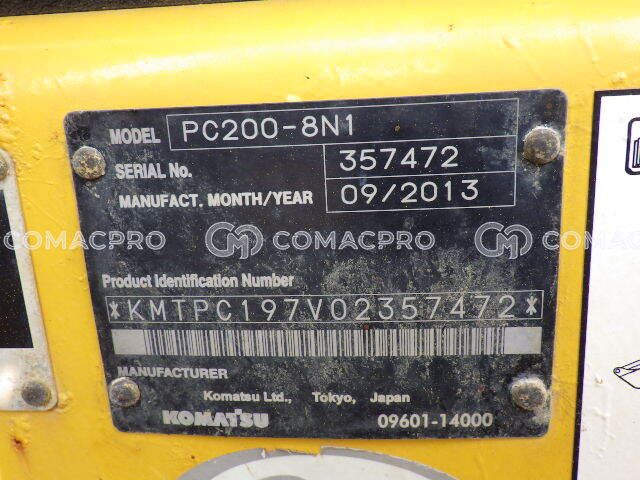 MODEL PC200-8N1
SERIAL No. 357472
MANUFACT. MONTH/YEAR 09/2013
COMACPRO COMACPRO COMACPRO
Product Identification Number
*KMTPC197V02357472*
MANUFACTURER
Komatsu Ltd., Tokyo, Japan
KOMATSU 09601-14000